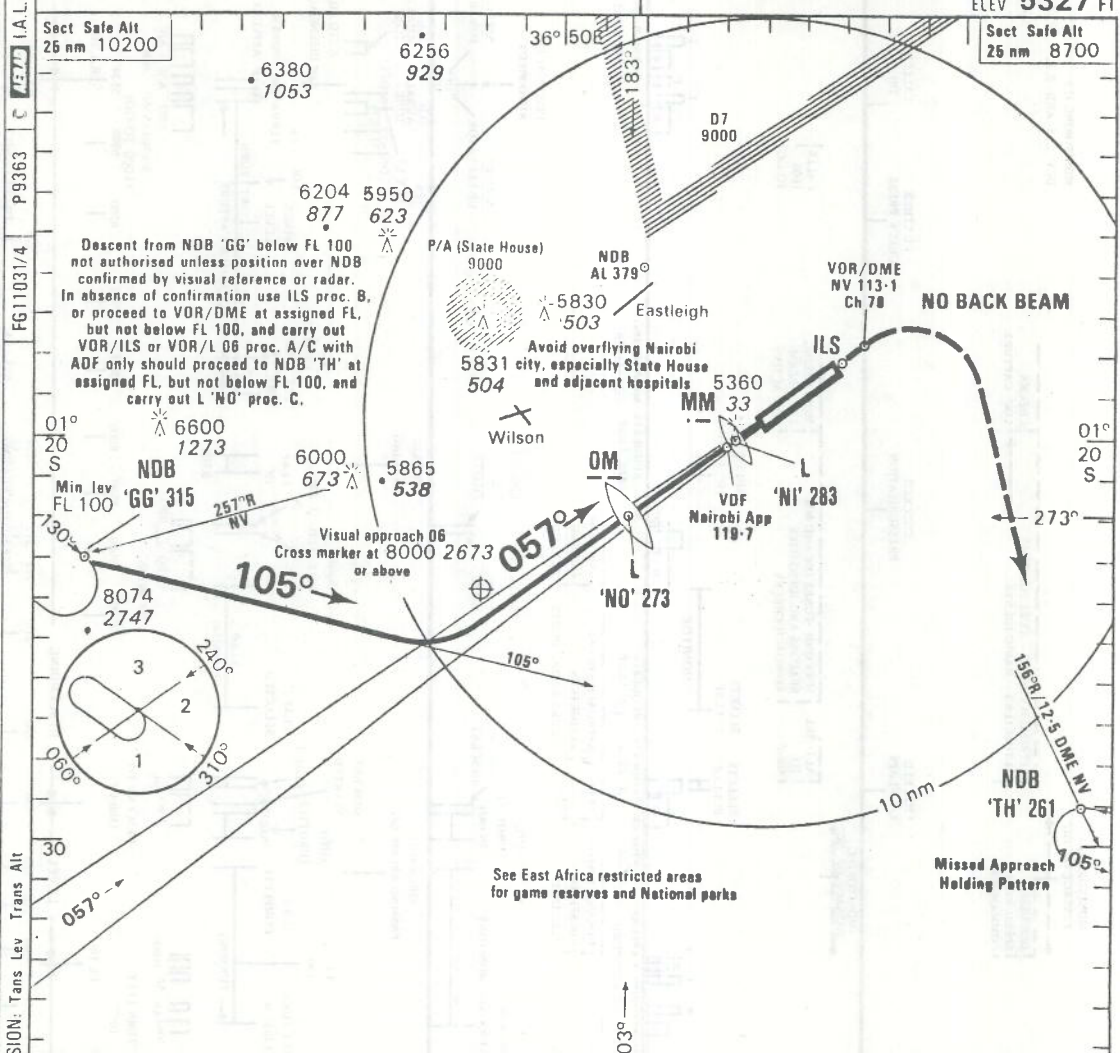 ELEV 5327 FT
AERAD I.A.L.
P9363
FG11031/4
Sect Safe Alt
25 nm 10200
6380
1053
6256
929
36° 50E
183°
D7
9000
Sect Safe Alt
25 nm 8700
6204
877
5950
623
Descent from NDB 'GG' below FL 100
not authorised unless position over NDB
confirmed by visual reference or radar.
In absence of confirmation use ILS proc. B,
or proceed to VOR/DME at assigned FL,
but not below FL 100, and carry out
VOR/ILS or VOR/L 06 proc. A/C with
ADF only should proceed to NDB 'TH' at
assigned FL, but not below FL 100, and
carry out L 'NO' proc. C.
P/A (State House)
9000
NDB
AL 379
5830
503
Eastleigh
VOR/DME
NV 113·1
Ch 78
NO BACK BEAM
ILS
5831
504
Avoid overflying Nairobi
city, especially State House
and adjacent hospitals
5360
33
MM
Wilson
01°
20
S
6600
1273
NDB
'GG' 315
Min lev
FL 100
6000
673
5865
538
OM
L
'NI' 283
01°
20
S
257°R
NV
VDF
Nairobi App
119·7
130°
Visual approach 06
Cross marker at 8000 2673
or above
057°
273°
105°
L
'NO' 273
8074
2747
105°
240°
3
2
1
060°
310°
156°R/12·5 DME NV
NDB
'TH' 261
10 nm
30
105°
Missed Approach
Holding Pattern
See East Africa restricted areas
for game reserves and National parks
057°
03°
SION: Tans Lev Trans Alt